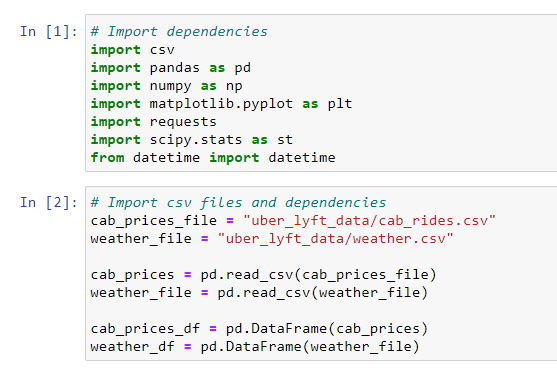 In [1]: # Import dependencies
import csv
import pandas as pd
import numpy as np
import matplotlib.pyplot as plt
import requests
import scipy.stats as st
from datetime import datetime
In [2]: # Import csv files and dependencies
cab_prices_file = "uber_lyft_data/cab_rides.csv"
weather_file = "uber_lyft_data/weather.csv"
cab_prices = pd.read_csv(cab_prices_file)
weather_file = pd.read_csv(weather_file)
cab_prices_df = pd.DataFrame(cab_prices)
weather_df = pd.DataFrame(weather_file)